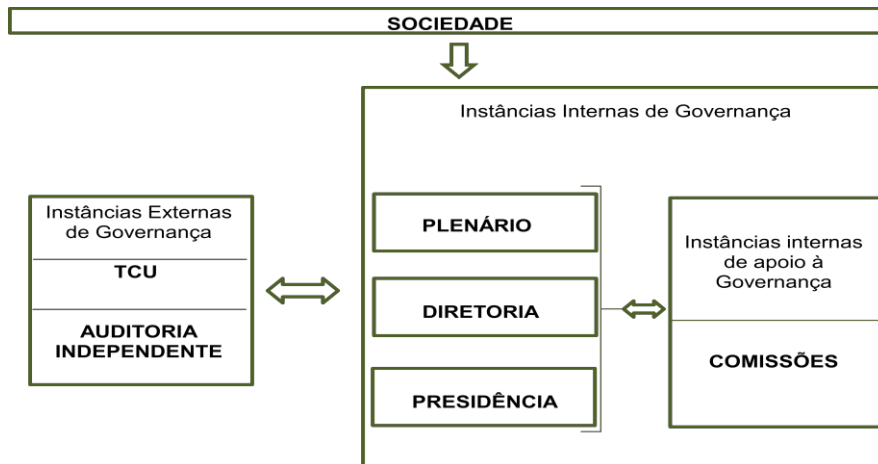 SOCIEDADE
Instâncias Internas de Governança
Instâncias Externas
de Governança
TCU
AUDITORIA
INDEPENDENTE
PLENÁRIO
DIRETORIA
PRESIDÊNCIA
Instâncias internas
de apoio à
Governança
COMISSÕES